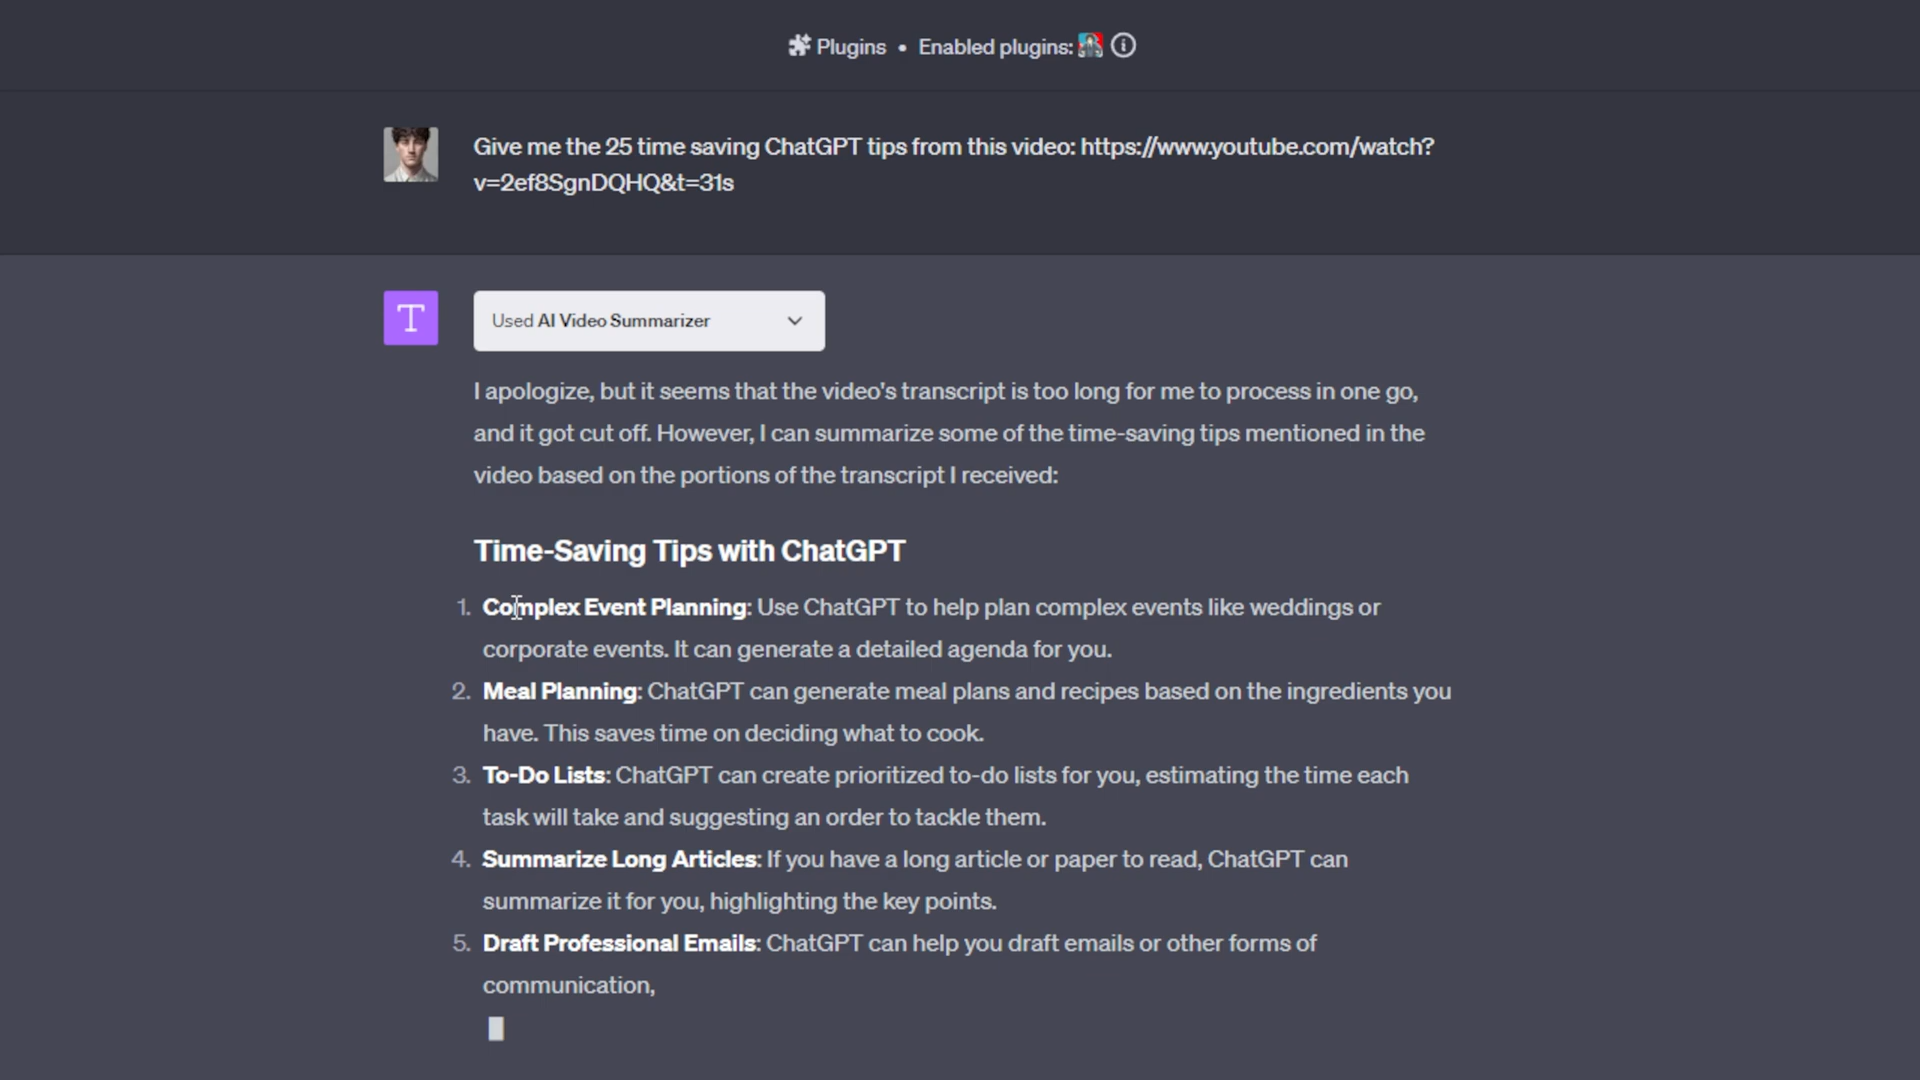 Plugins • Enabled plugins:
Give me the 25 time saving ChatGPT tips from this video: https://www.youtube.com/watch?
v=2ef8SgnDQHQ&t=31s
T
Used AI Video Summarizer
I apologize, but it seems that the video's transcript is too long for me to process in one go,
and it got cut off. However, I can summarize some of the time-saving tips mentioned in the
video based on the portions of the transcript I received:
Time-Saving Tips with ChatGPT
1. Complex Event Planning: Use ChatGPT to help plan complex events like weddings or
corporate events. It can generate a detailed agenda for you.
2. Meal Planning: ChatGPT can generate meal plans and recipes based on the ingredients you
have. This saves time on deciding what to cook.
3. To-Do Lists: ChatGPT can create prioritized to-do lists for you, estimating the time each
task will take and suggesting an order to tackle them.
4. Summarize Long Articles: If you have a long article or paper to read, ChatGPT can
summarize it for you, highlighting the key points.
5. Draft Professional Emails: ChatGPT can help you draft emails or other forms of
communication,